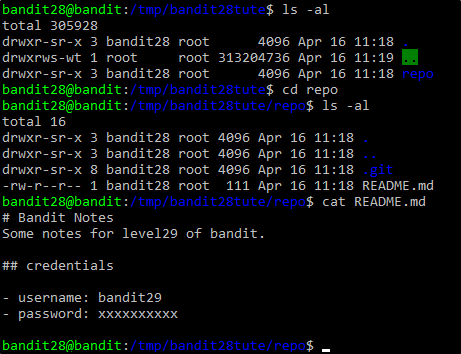 bandit28@bandit:/tmp/bandit28tute$ ls -al
total 305928
drwxr-sr-x 3 bandit28 root      4096 Apr 16 11:18 .
drwxrws-wt 1 root     root 313204736 Apr 16 11:19 ..
drwxr-sr-x 3 bandit28 root      4096 Apr 16 11:18 repo
bandit28@bandit:/tmp/bandit28tute$ cd repo
bandit28@bandit:/tmp/bandit28tute/repo$ ls -al
total 16
drwxr-sr-x 3 bandit28 root 4096 Apr 16 11:18 .
drwxr-sr-x 3 bandit28 root 4096 Apr 16 11:18 ..
drwxr-sr-x 8 bandit28 root 4096 Apr 16 11:18 .git
-rw-r--r-- 1 bandit28 root  111 Apr 16 11:18 README.md
bandit28@bandit:/tmp/bandit28tute/repo$ cat README.md
# Bandit Notes
Some notes for level29 of bandit.
## credentials
- username: bandit29
- password: xxxxxxxxxx
bandit28@bandit:/tmp/bandit28tute/repo$